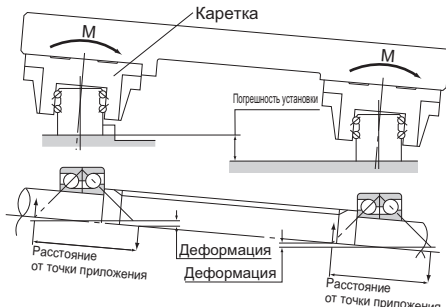 Каретка
M
M
Погрешность установки
Деформация
Деформация
Расстояние
от точки приложения
Расстояние
от точки приложения